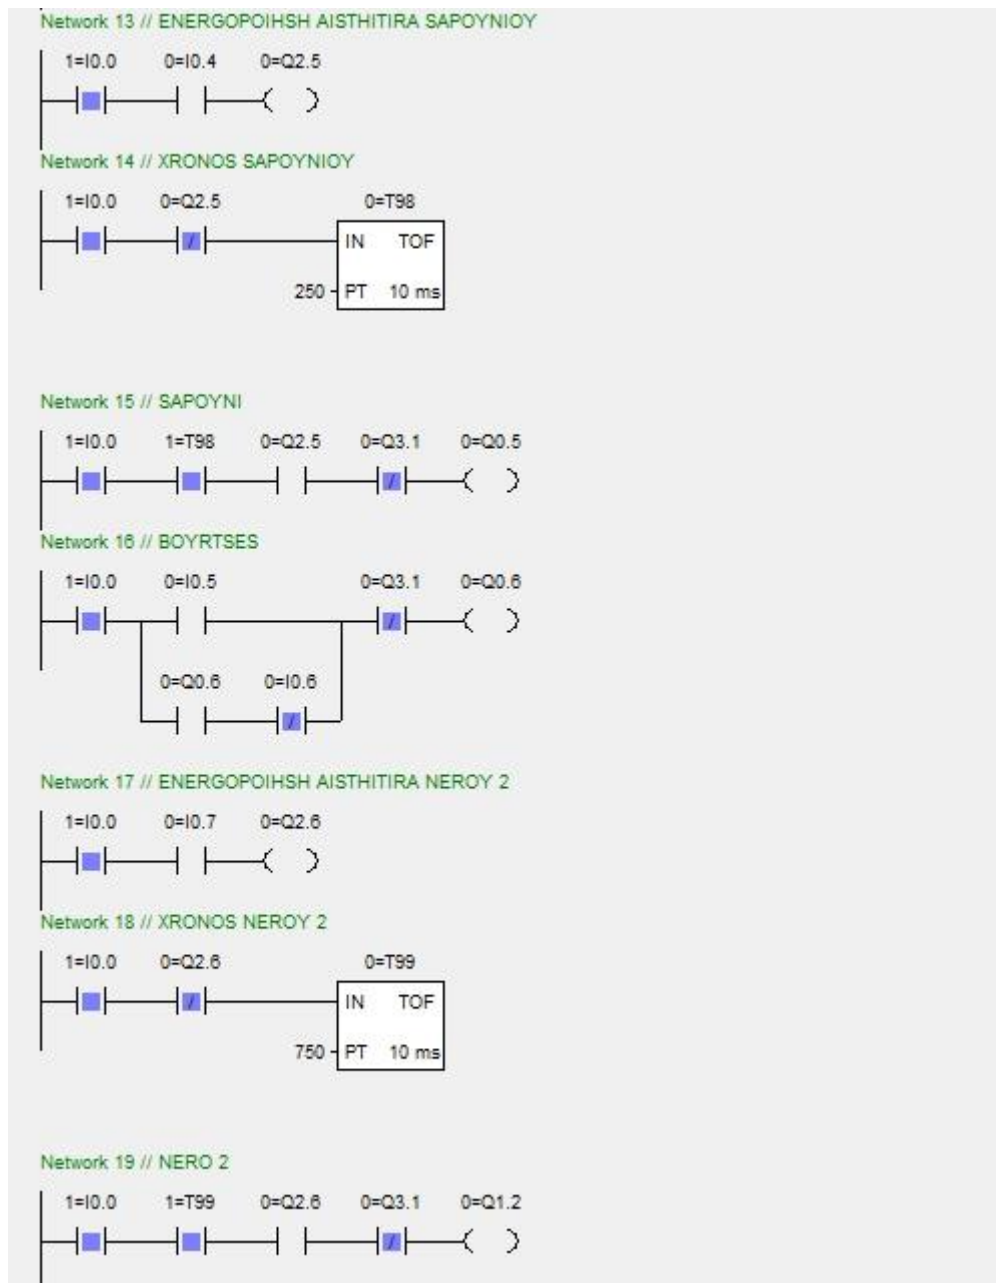 Network 13 // ENERGOPOIHSH AISTHITIRA SAPOYNIOY
1=I0.0 0=I0.4 0=Q2.5
Network 14 // XRONOS SAPOYNIOY
1=I0.0 0=Q2.5 0=T98
/ IN TOF
250 PT 10 ms
Network 15 // SAPOYNI
1=I0.0 1=T98 0=Q2.5 0=Q3.1 0=Q0.5
/
Network 16 // BOYRTSES
1=I0.0 0=I0.5 0=Q3.1 0=Q0.6
/
0=Q0.6 0=I0.6
/
Network 17 // ENERGOPOIHSH AISTHITIRA NEROY 2
1=I0.0 0=I0.7 0=Q2.6
Network 18 // XRONOS NEROY 2
1=I0.0 0=Q2.6 0=T99
/ IN TOF
750 PT 10 ms
Network 19 // NERO 2
1=I0.0 1=T99 0=Q2.6 0=Q3.1 0=Q1.2
/